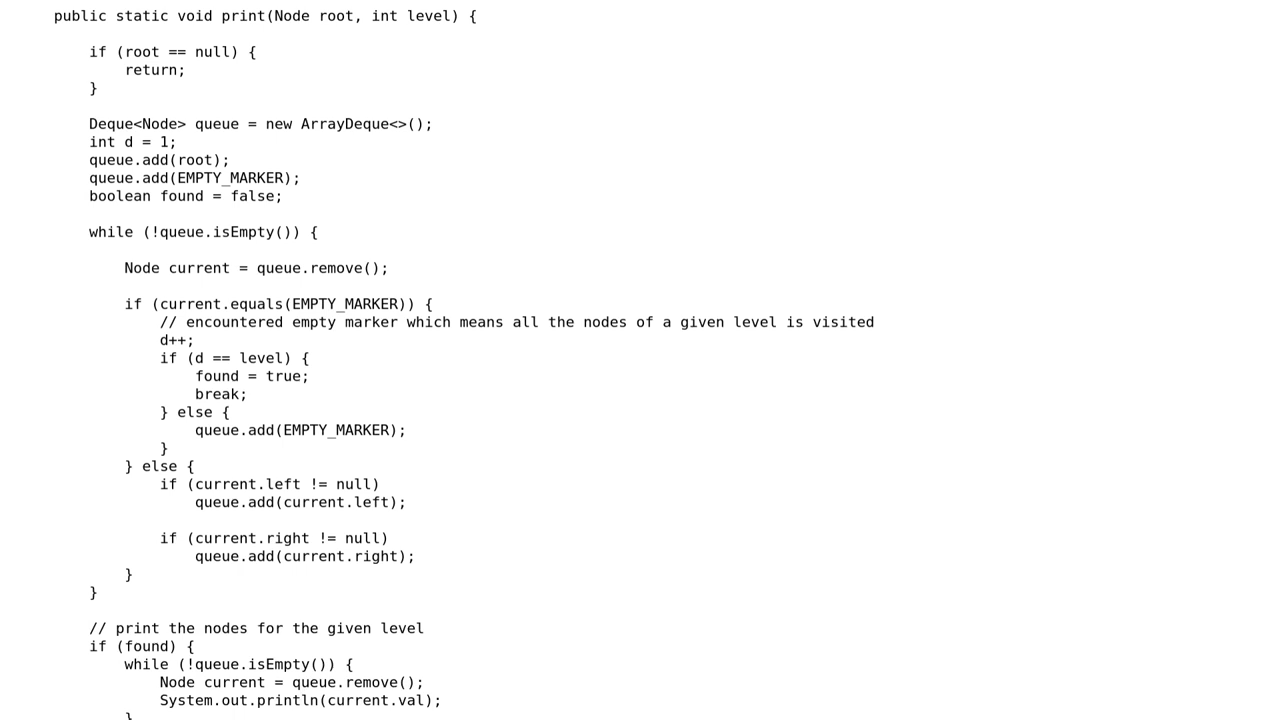 public static void print(Node root, int level) {
if (root == null) {
return;
}
Deque<Node> queue = new ArrayDeque<>();
int d = 1;
queue.add(root);
queue.add(EMPTY_MARKER);
boolean found = false;
while (!queue.isEmpty()) {
Node current = queue.remove();
if (current.equals(EMPTY_MARKER)) {
// encountered empty marker which means all the nodes of a given level is visited
d++;
if (d == level) {
found = true;
break;
} else {
queue.add(EMPTY_MARKER);
}
} else {
if (current.left != null)
queue.add(current.left);
if (current.right != null)
queue.add(current.right);
}
}
// print the nodes for the given level
if (found) {
while (!queue.isEmpty()) {
Node current = queue.remove();
System.out.println(current.val);
}